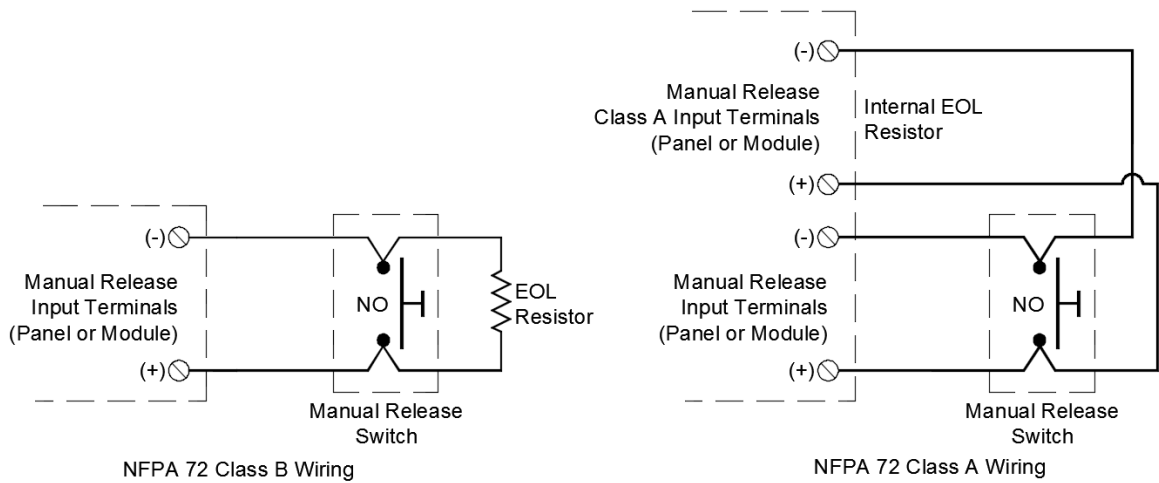 (-)
Manual Release
Input Terminals
(Panel or Module)
(+)
NO
EOL
Resistor
Manual Release
Switch
NFPA 72 Class B Wiring
(-)
Manual Release
Class A Input Terminals
(Panel or Module)
Internal EOL
Resistor
(+)
(-)
Manual Release
Input Terminals
(Panel or Module)
(+)
NO
Manual Release
Switch
NFPA 72 Class A Wiring